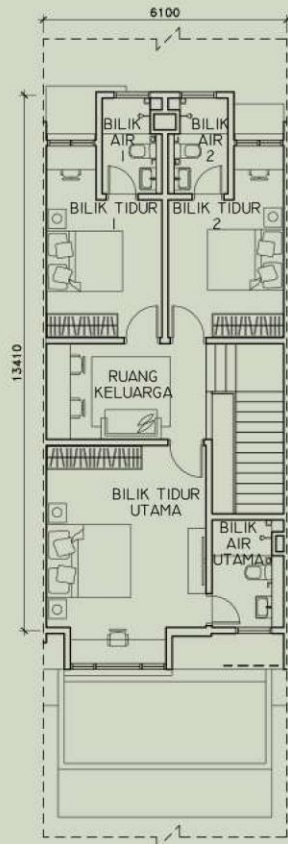 6100
BILIK
AIR
1
BILIK
AIR
2
BILIK TIDUR
1
BILIK TIDUR
2
13410
RUANG
KELUARGA
BILIK TIDUR
UTAMA
BILIK
AIR
UTAMA